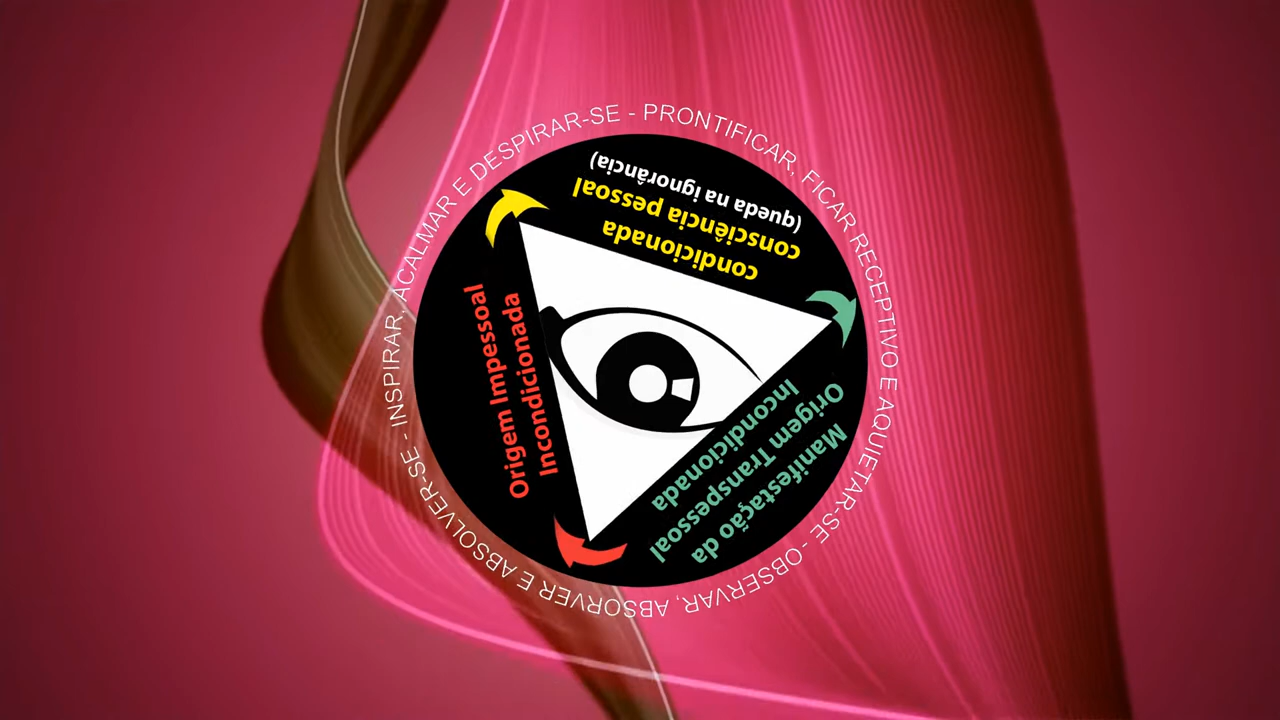 PRONTIFICAR, FICAR RECEPTIVO E AQUIETAR-SE - OBSERVAR, ABSORVER E ABSOLVER-SE - INSPIRAR, ACALMAR E DESPIRAR-SE -
condicionada
consciência pessoal
(queda na ignorância)
Origem Impessoal
Incondicionada
Manifestação da
Origem Transpessoal
Incondicionada